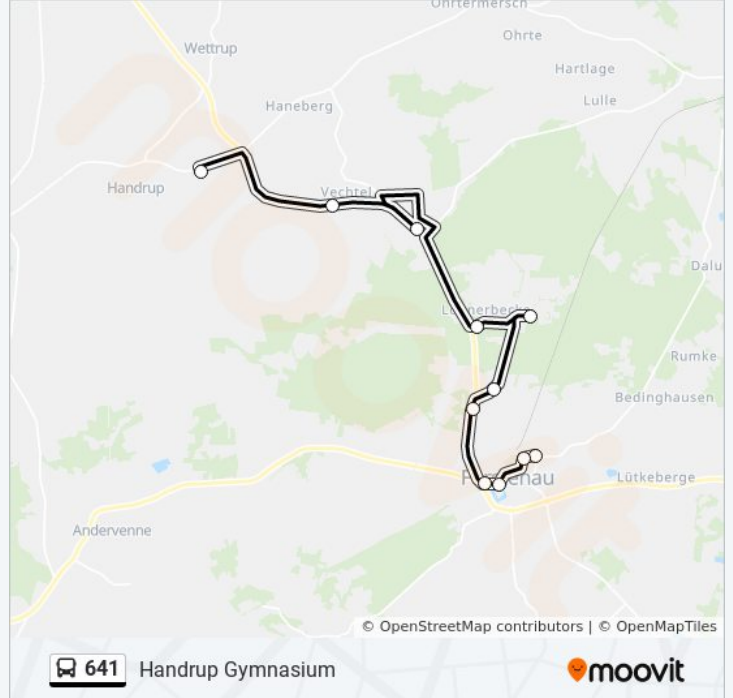 Ohrtermersch
Ohrte
Wettrup
Hartlage
Lulle
Haneberg
Handrup
Vechtel
Dalu
Rumke
Bedinghausen
Lütkeberge
Andervenne
© OpenStreetMap contributors | © OpenMapTiles
641 Handrup Gymnasium
moovit